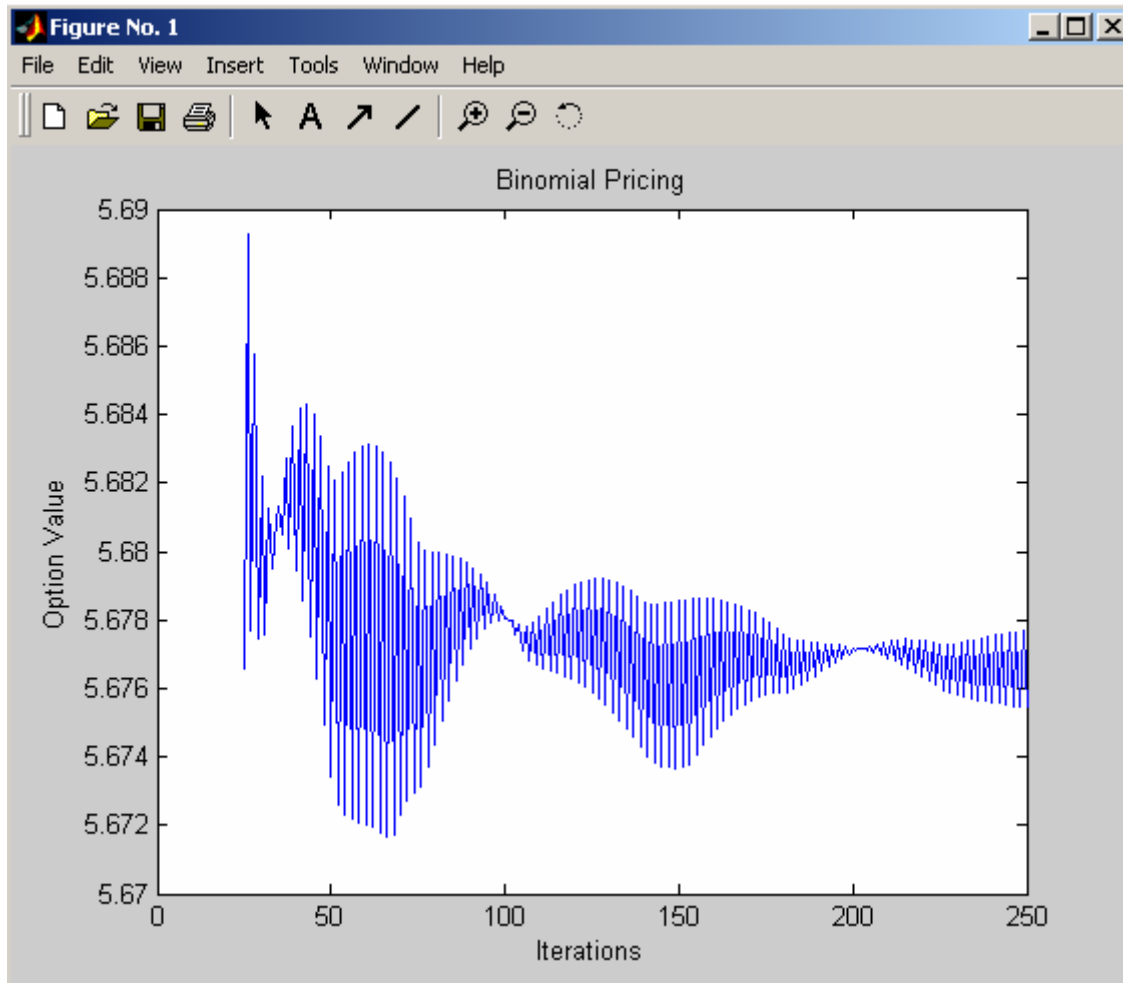 Figure No. 1
File Edit View Insert Tools Window Help
A
Binomial Pricing
5.69
5.688
5.686
5.684
5.682
5.68
5.678
5.676
5.674
5.672
5.67
Option Value
0 50 100 150 200 250
Iterations